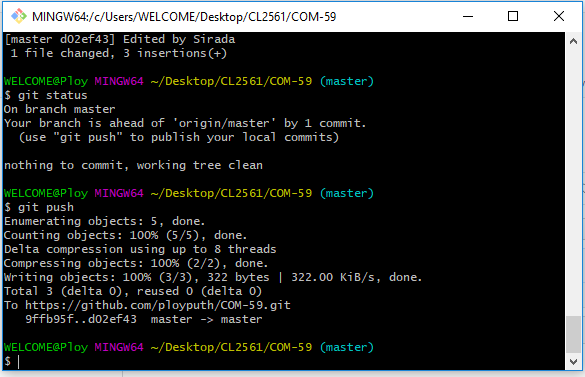 MINGW64:/c/Users/WELCOME/Desktop/CL2561/COM-59
[master d02ef43] Edited by Sirada
 1 file changed, 3 insertions(+)
WELCOME@Ploy MINGW64 ~/Desktop/CL2561/COM-59 (master)
$ git status
On branch master
Your branch is ahead of 'origin/master' by 1 commit.
  (use "git push" to publish your local commits)
nothing to commit, working tree clean
WELCOME@Ploy MINGW64 ~/Desktop/CL2561/COM-59 (master)
$ git push
Enumerating objects: 5, done.
Counting objects: 100% (5/5), done.
Delta compression using up to 8 threads
Compressing objects: 100% (2/2), done.
Writing objects: 100% (3/3), 322 bytes | 322.00 KiB/s, done.
Total 3 (delta 0), reused 0 (delta 0)
To https://github.com/ployputh/COM-59.git
   9ffb95f..d02ef43  master -> master
WELCOME@Ploy MINGW64 ~/Desktop/CL2561/COM-59 (master)
$